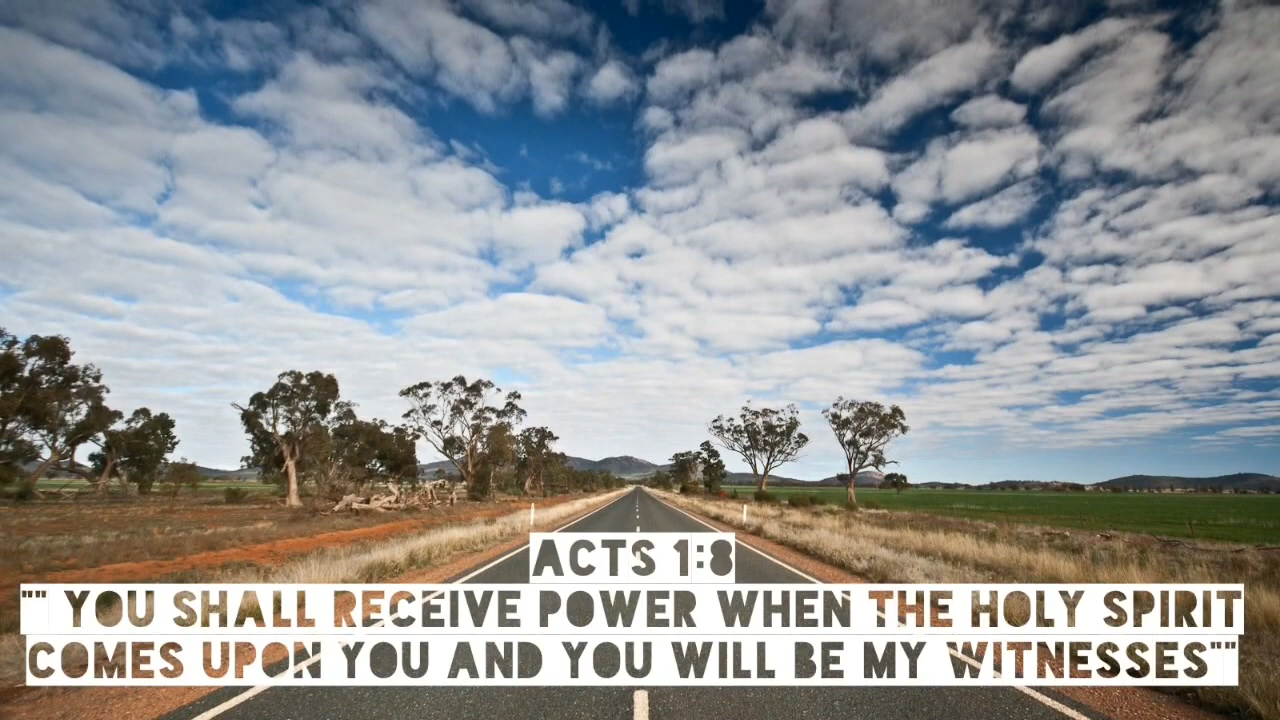 ACTS 1:8
"" YOU SHALL RECEIVE POWER WHEN THE HOLY SPIRIT
COMES UPON YOU AND YOU WILL BE MY WITNESSES""